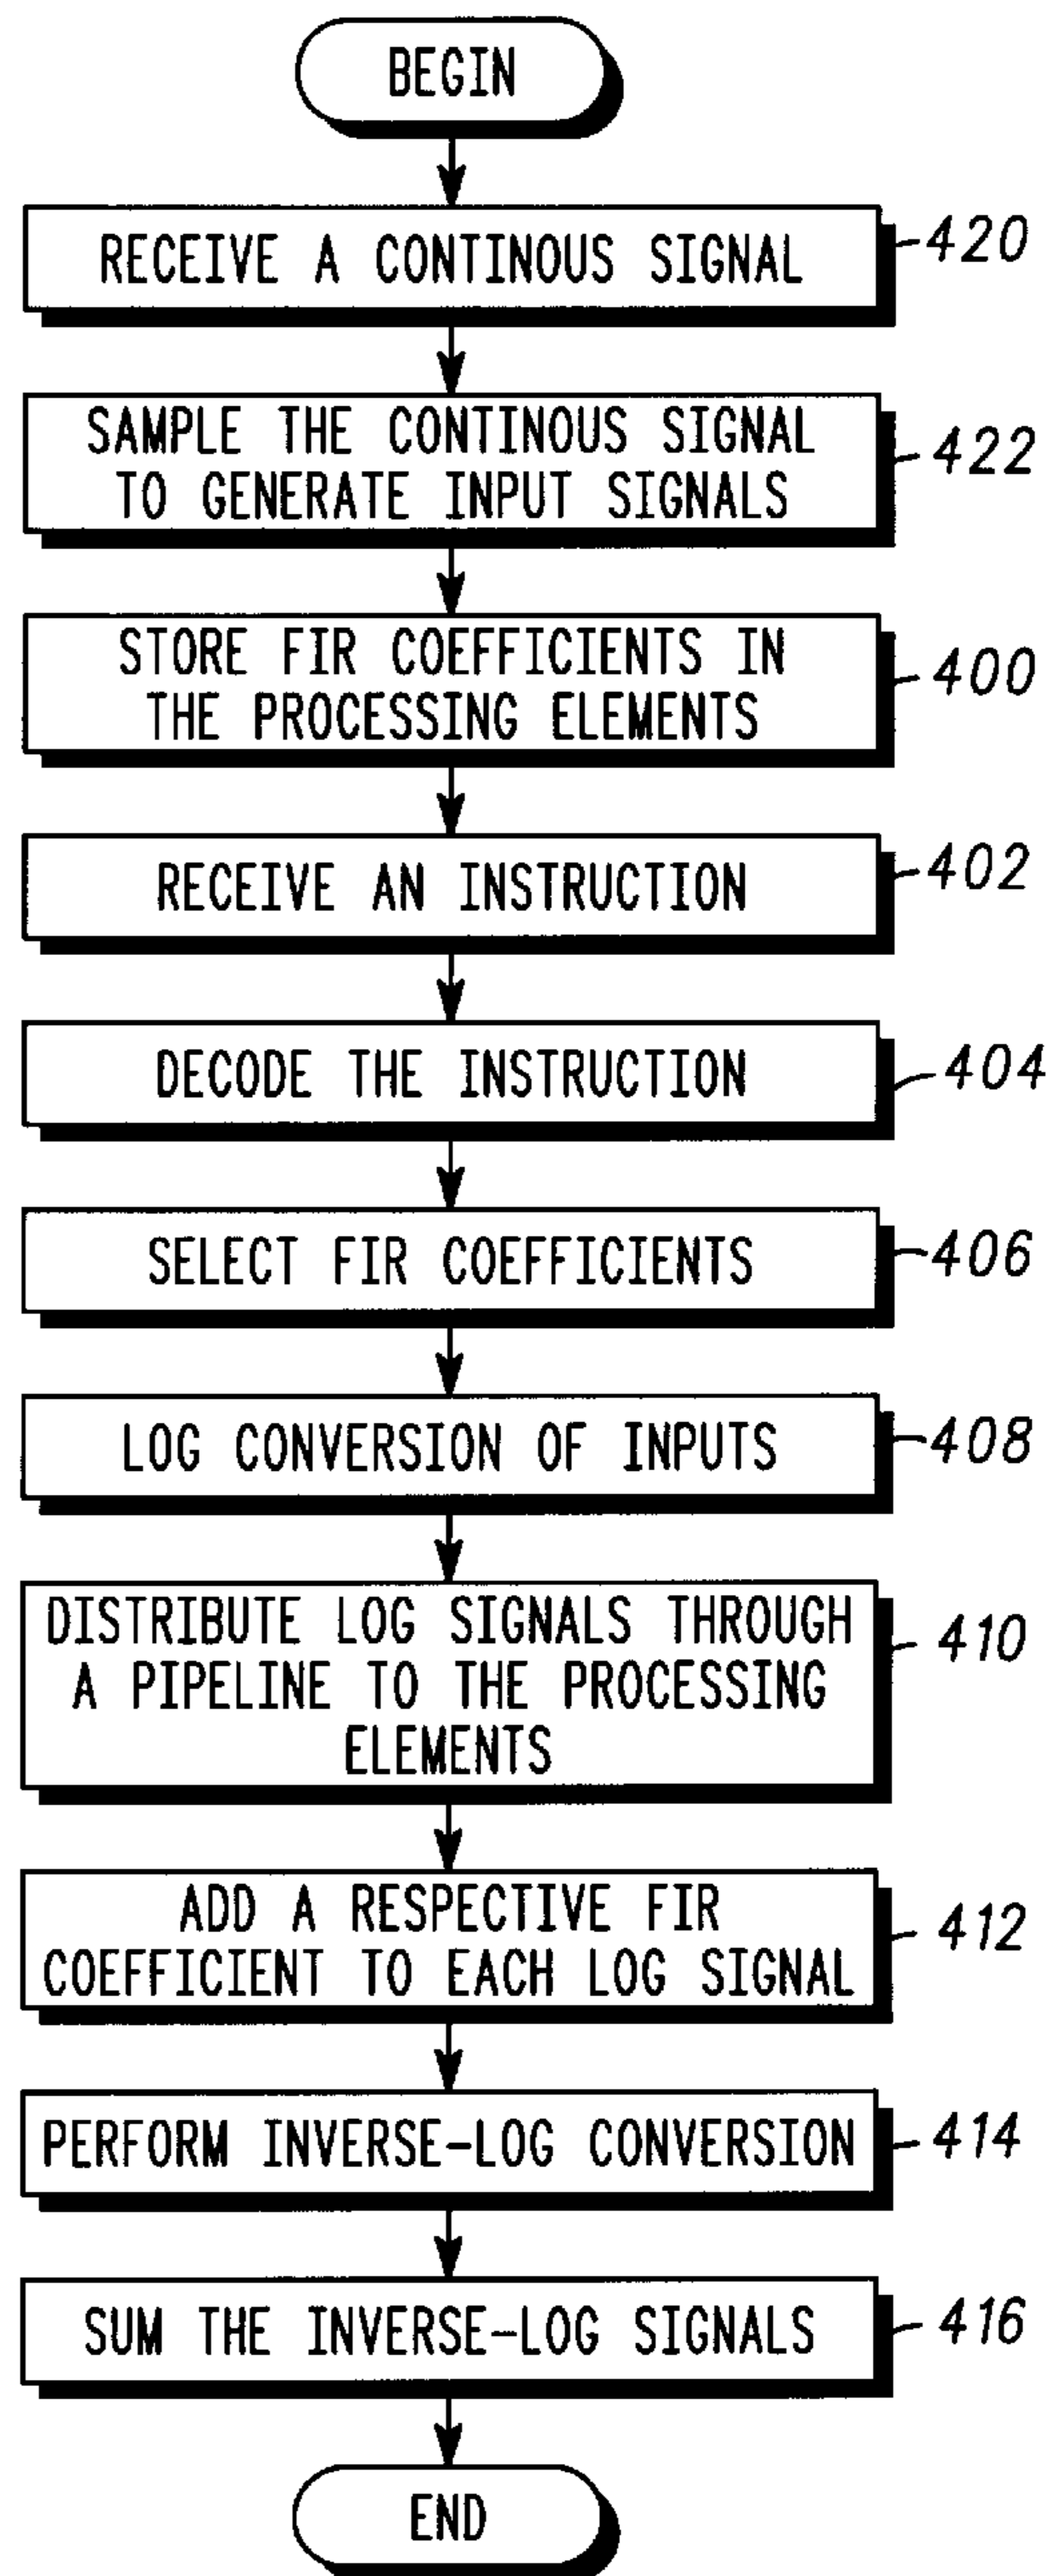 BEGIN
RECEIVE A CONTINOUS SIGNAL
420
SAMPLE THE CONTINOUS SIGNAL
TO GENERATE INPUT SIGNALS
422
STORE FIR COEFFICIENTS IN
THE PROCESSING ELEMENTS
400
RECEIVE AN INSTRUCTION
402
DECODE THE INSTRUCTION
404
SELECT FIR COEFFICIENTS
406
LOG CONVERSION OF INPUTS
408
DISTRIBUTE LOG SIGNALS THROUGH
A PIPELINE TO THE PROCESSING
ELEMENTS
410
ADD A RESPECTIVE FIR
COEFFICIENT TO EACH LOG SIGNAL
412
PERFORM INVERSE-LOG CONVERSION
414
SUM THE INVERSE-LOG SIGNALS
416
END